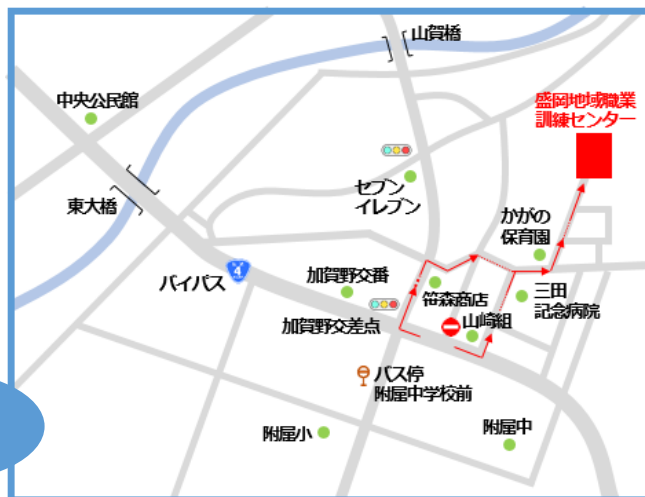 山賀橋
中央公民館
盛岡地域職業
訓練センター
セブン
イレブン
東大橋
かがの
保育園
4
バイパス
加賀野交番
笹森商店
三田
記念病院
加賀野交差点
山崎組
バス停
附属中学校前
附属小
附属中